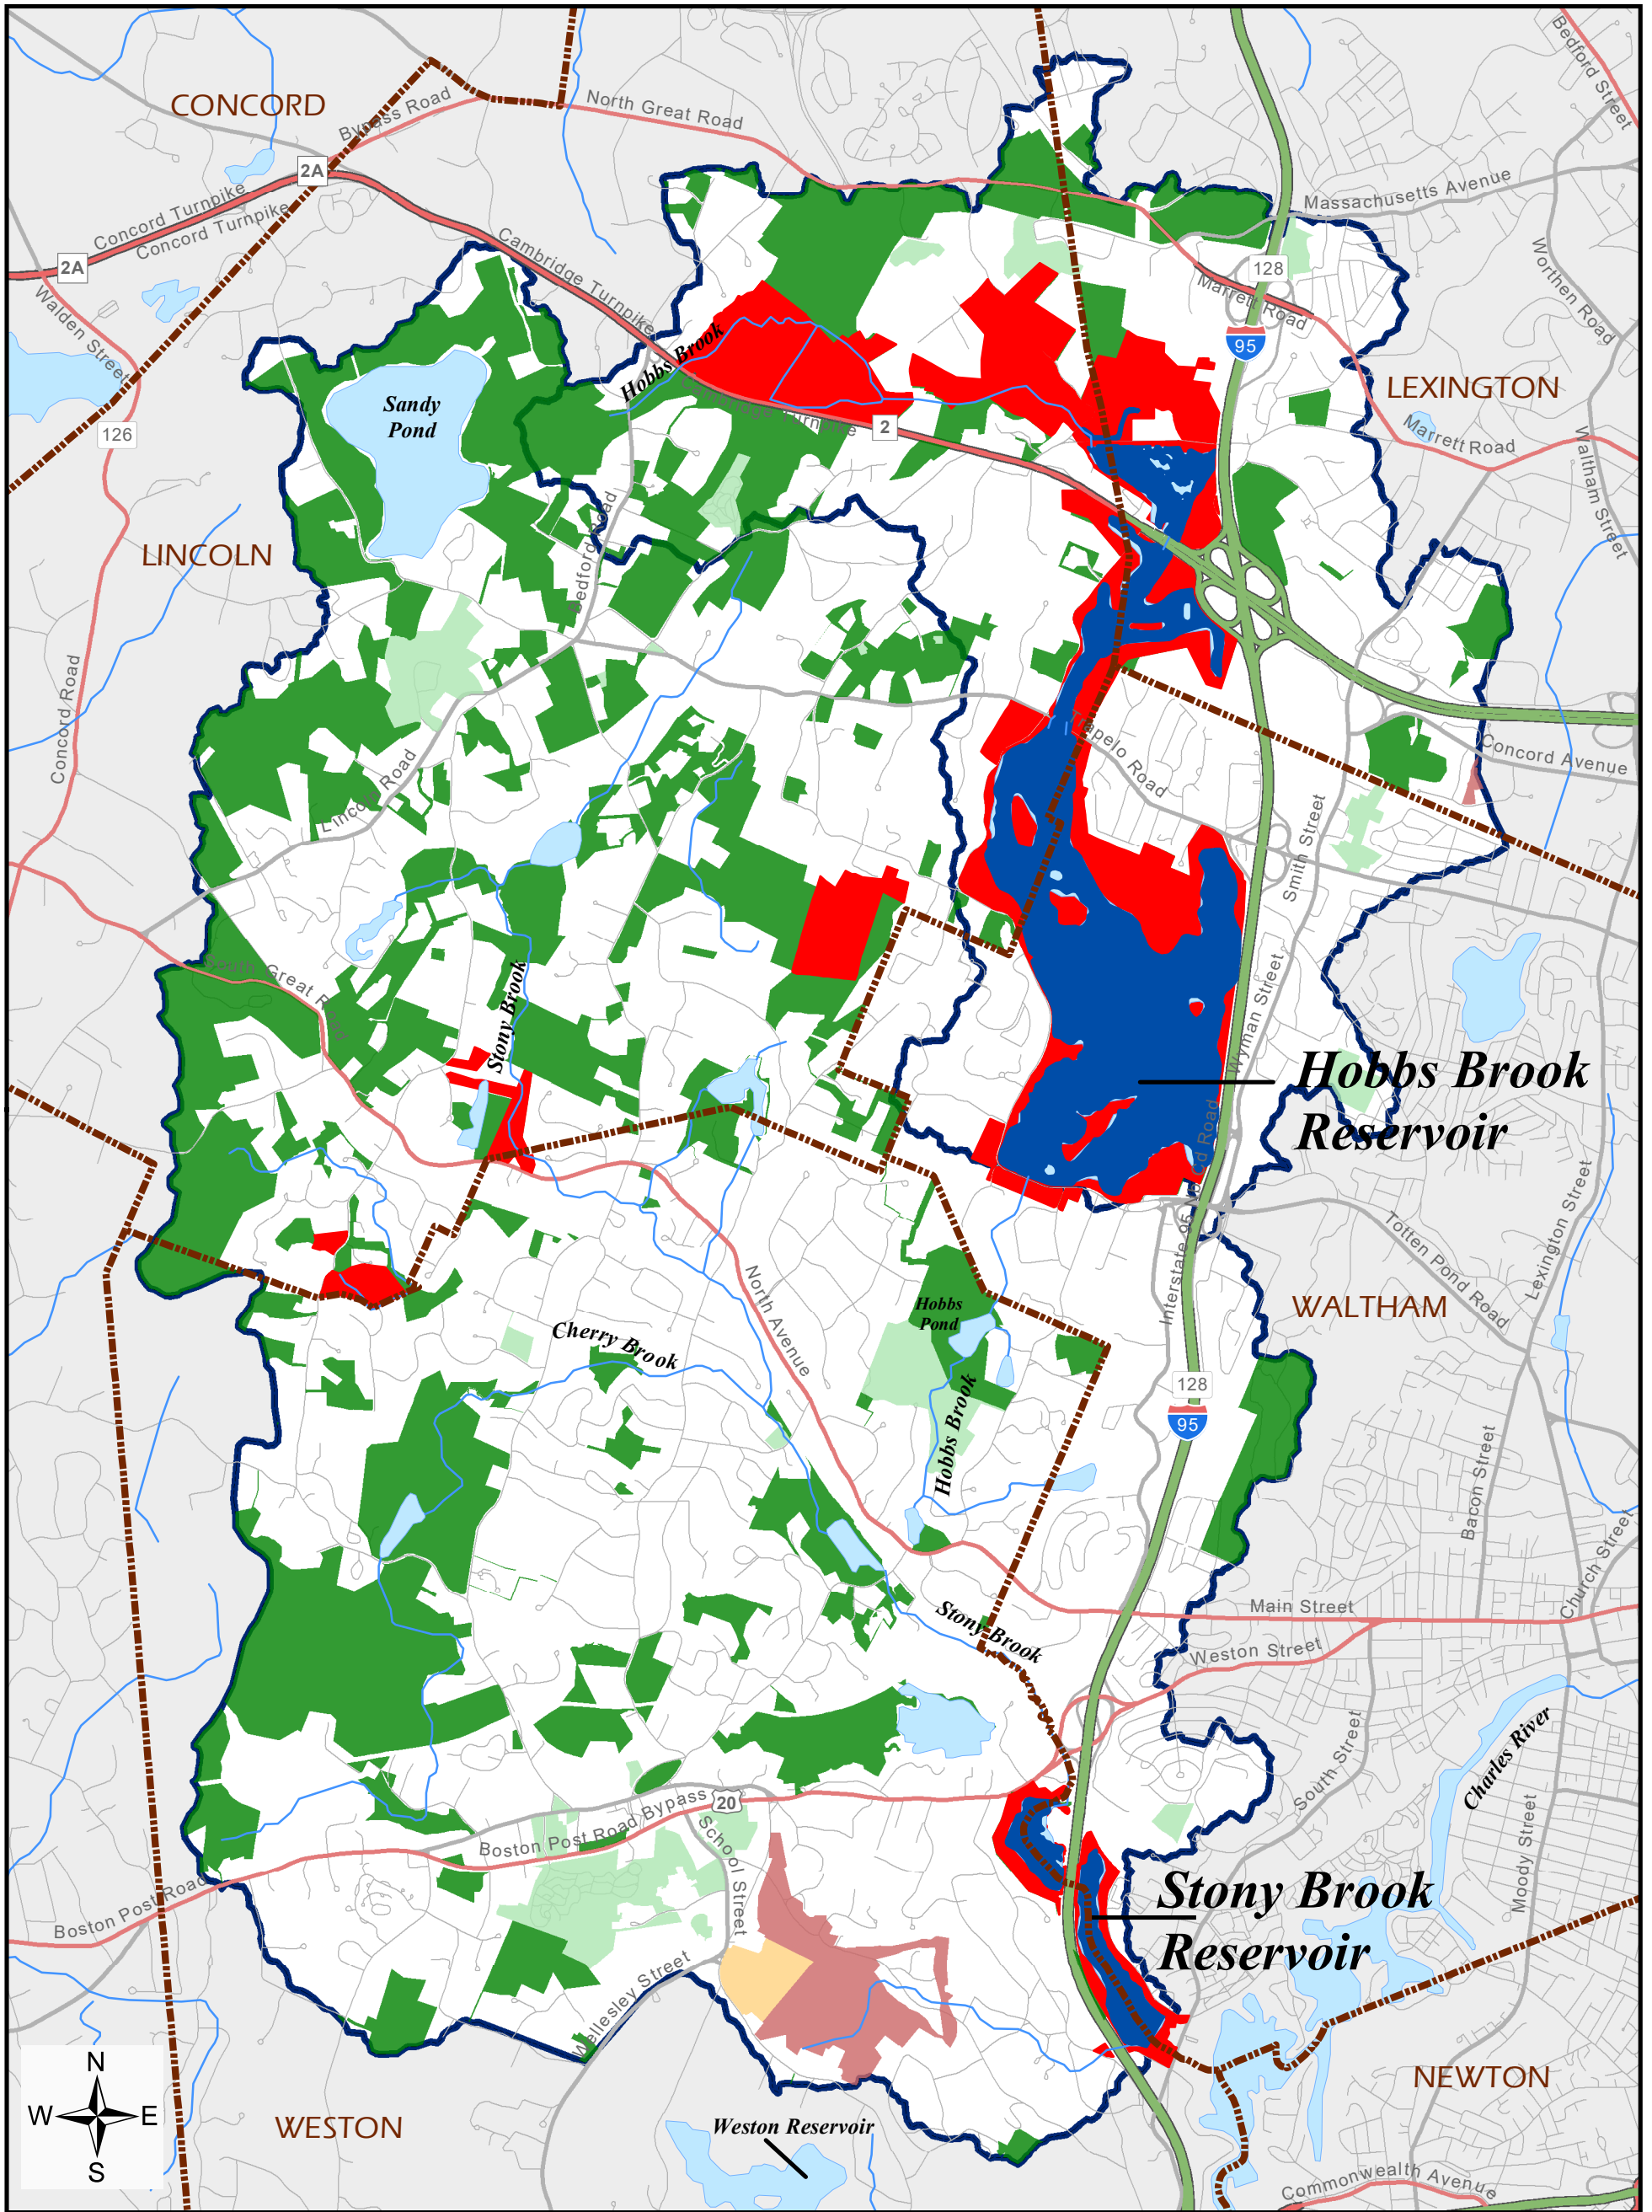 CONCORD
Bypass Road
North Great Road
Bedford Street
2A
Concord Turnpike
Concord Turnpike
Massachusetts Avenue
2A
Cambridge Turnpike
Worthen Road
128
Marrett Road
Walden Street
95
Hobbs Brook
LEXINGTON
Sandy
Pond
Cambridge Turnpike
2
126
Marrett Road
Waltham Street
LINCOLN
Bedford Road
Concord Road
Trapelo Road
Concord Avenue
Lincoln Road
Smith Street
South Great Road
Stony Brook
Wyman Street
Hobbs Brook
Reservoir
Cd Road
Interstate 95
Totten Pond Road
Lexington Street
North Avenue
Hobbs
Pond
WALTHAM
Cherry Brook
128
Hobbs Brook
95
Bacon Street
Church Street
Stony Brook
Main Street
Weston Street
South Street
Charles River
Boston Post Road Bypass
20
School Street
Moody Street
Stony Brook
Reservoir
Boston Post Road
Wellesley Street
N
W
E
S
NEWTON
WESTON
Weston Reservoir
Commonwealth Avenue